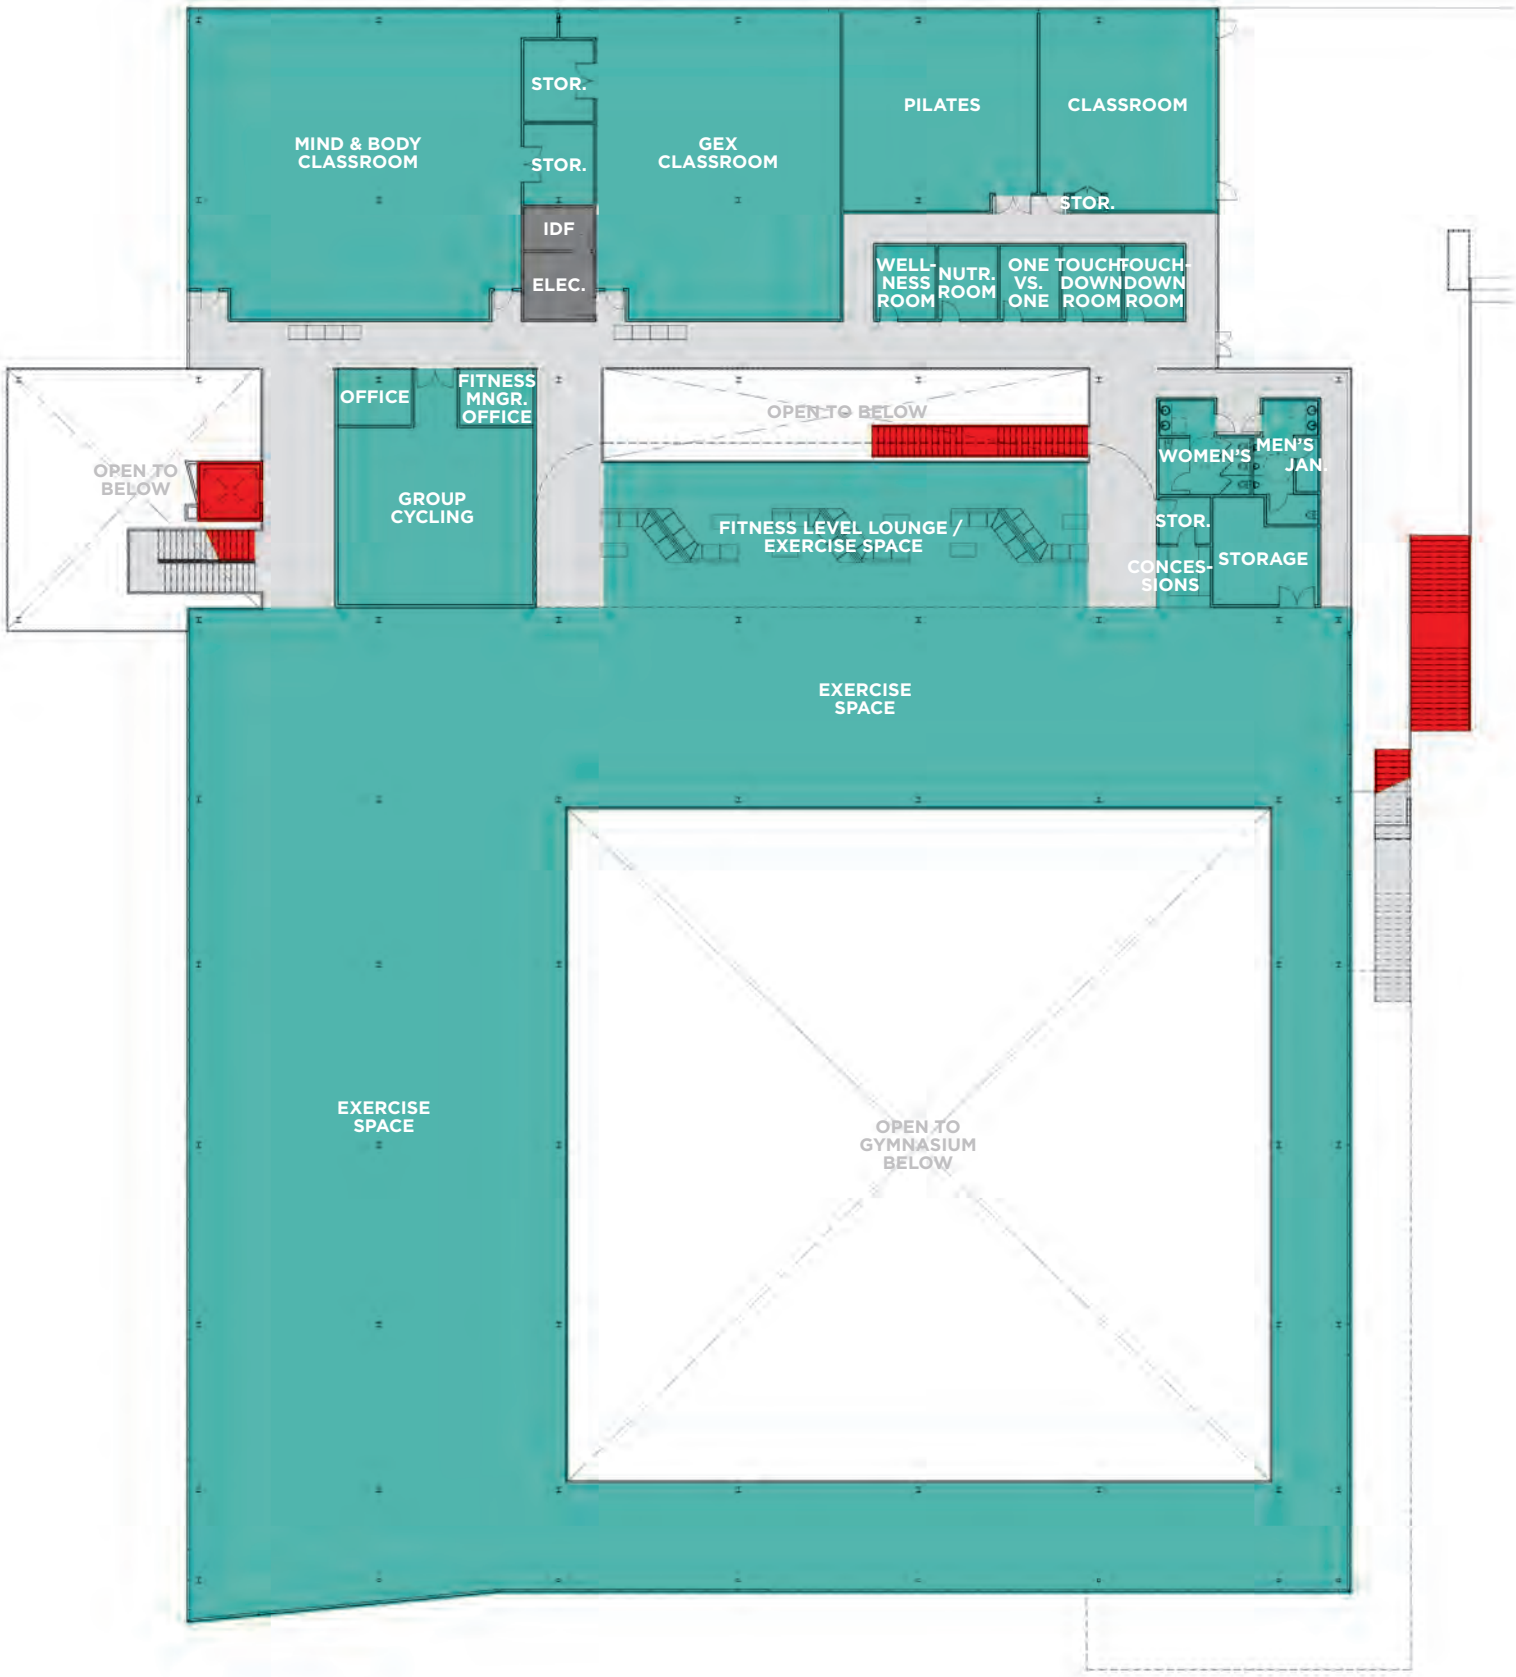 STOR.
PILATES
CLASSROOM
MIND & BODY
CLASSROOM
GEX
CLASSROOM
STOR.
STOR.
IDF
ELEC.
WELL-
NESS
ROOM
NUTR.
ROOM
ONE
VS.
ONE
TOUCH-
DOWN
ROOM
TOUCH-
DOWN
ROOM
OFFICE
FITNESS
MNGR.
OFFICE
OPEN TO BELOW
OPEN TO
BELOW
GROUP
CYCLING
WOMEN'S
MEN'S
JAN.
FITNESS LEVEL LOUNGE /
EXERCISE SPACE
STOR.
STORAGE
CONCES-
SIONS
EXERCISE
SPACE
EXERCISE
SPACE
OPEN TO
GYMNASIUM
BELOW